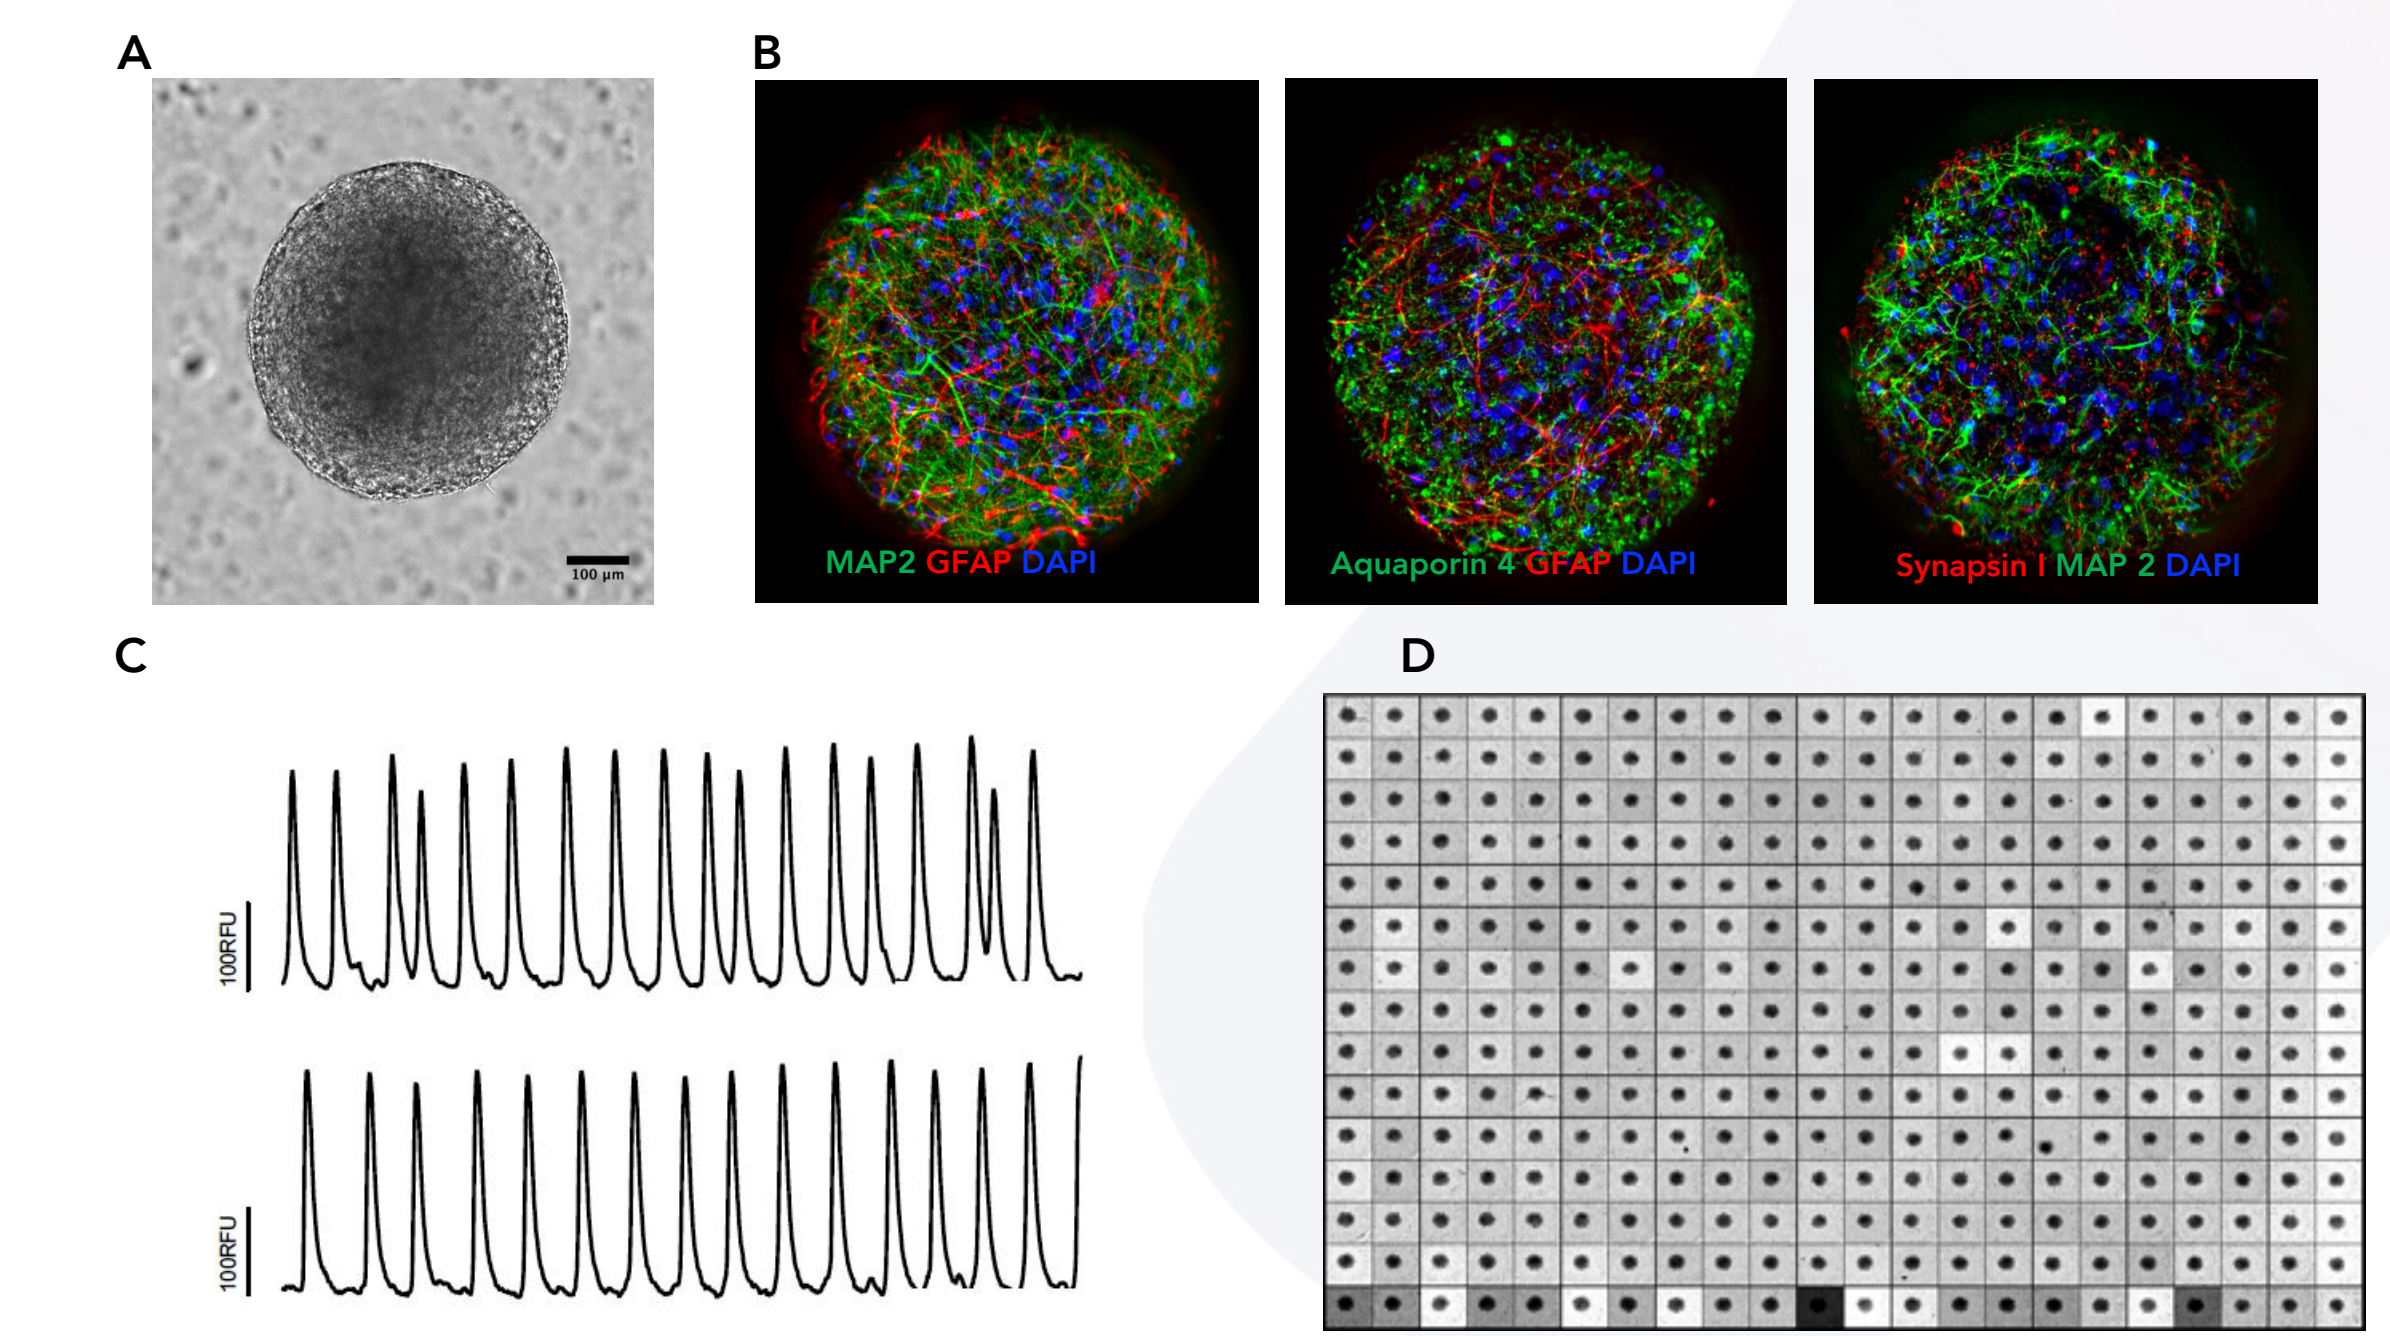 A
B
100 µm
MAP2 GFAP DAPI
Aquaporin 4 GFAP DAPI
Synapsin I MAP 2 DAPI
C
D
100RFU
100RFU